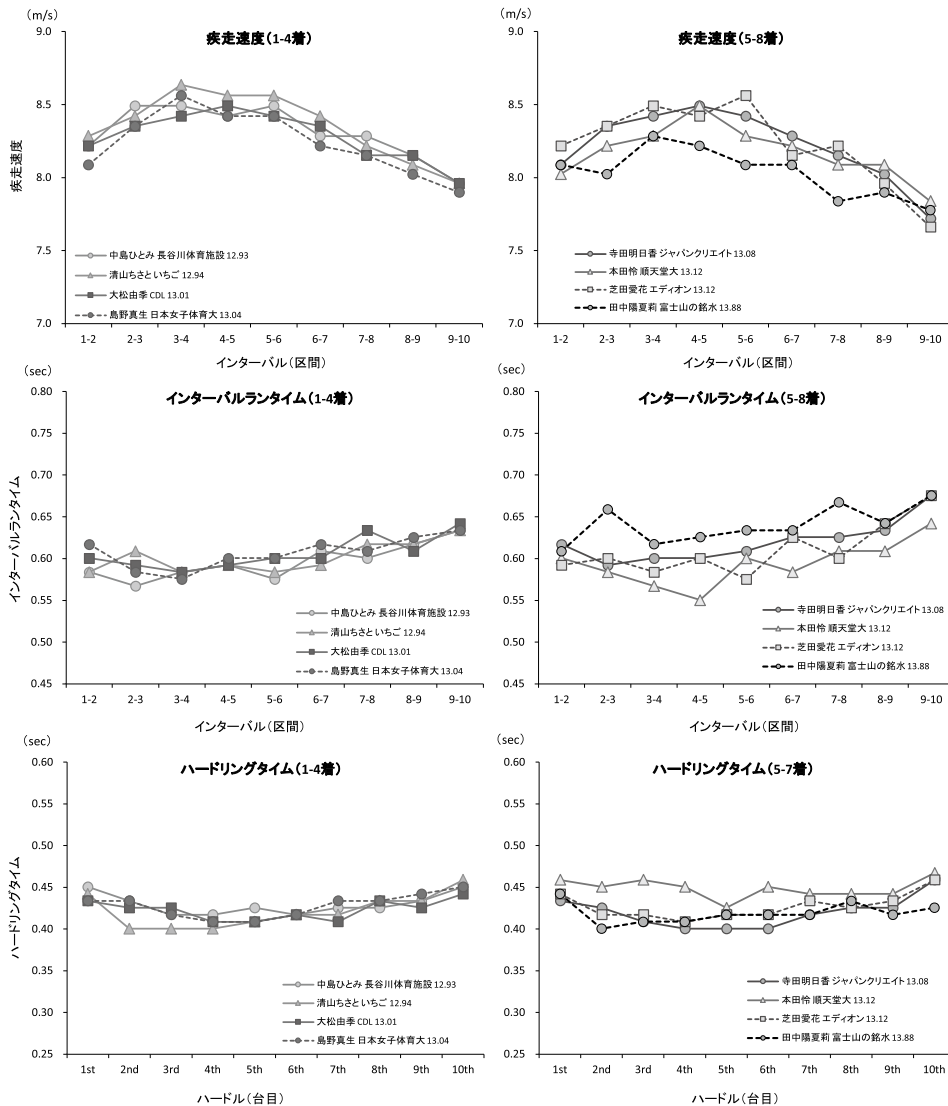 （m/s）
疾走速度（1-4着）
9.0
8.5
8.0
7.5
7.0
疾走速度
中島ひとみ 長谷川体育施設 12.93
清山ちさと いちご 12.94
大松由季 CDL 13.01
島野真生 日本女子体育大 13.04
1-2 2-3 3-4 4-5 5-6 6-7 7-8 8-9 9-10
インターバル（区間）
（m/s）
疾走速度（5-8着）
9.0
8.5
8.0
7.5
7.0
寺田明日香 ジャパンクリエイト 13.08
本田怜 順天堂大 13.12
芝田愛花 エディオン 13.12
田中陽夏莉 富士山の銘水 13.88
1-2 2-3 3-4 4-5 5-6 6-7 7-8 8-9 9-10
インターバル（区間）
（sec）
インターバルランタイム（1-4着）
0.80
0.75
0.70
0.65
0.60
0.55
0.50
0.45
インターバルランタイム
中島ひとみ 長谷川体育施設 12.93
清山ちさと いちご 12.94
大松由季 CDL 13.01
島野真生 日本女子体育大 13.04
1-2 2-3 3-4 4-5 5-6 6-7 7-8 8-9 9-10
インターバル（区間）
（sec）
インターバルランタイム（5-8着）
0.80
0.75
0.70
0.65
0.60
0.55
0.50
0.45
寺田明日香 ジャパンクリエイト 13.08
本田怜 順天堂大 13.12
芝田愛花 エディオン 13.12
田中陽夏莉 富士山の銘水 13.88
1-2 2-3 3-4 4-5 5-6 6-7 7-8 8-9 9-10
インターバル（区間）
（sec）
ハードリングタイム（1-4着）
0.60
0.55
0.50
0.45
0.40
0.35
0.30
0.25
ハードリングタイム
中島ひとみ 長谷川体育施設 12.93
清山ちさと いちご 12.94
大松由季 CDL 13.01
島野真生 日本女子体育大 13.04
1st 2nd 3rd 4th 5th 6th 7th 8th 9th 10th
ハードル（台目）
（sec）
ハードリングタイム（5-7着）
0.60
0.55
0.50
0.45
0.40
0.35
0.30
0.25
寺田明日香 ジャパンクリエイト 13.08
本田怜 順天堂大 13.12
芝田愛花 エディオン 13.12
田中陽夏莉 富士山の銘水 13.88
1st 2nd 3rd 4th 5th 6th 7th 8th 9th 10th
ハードル（台目）